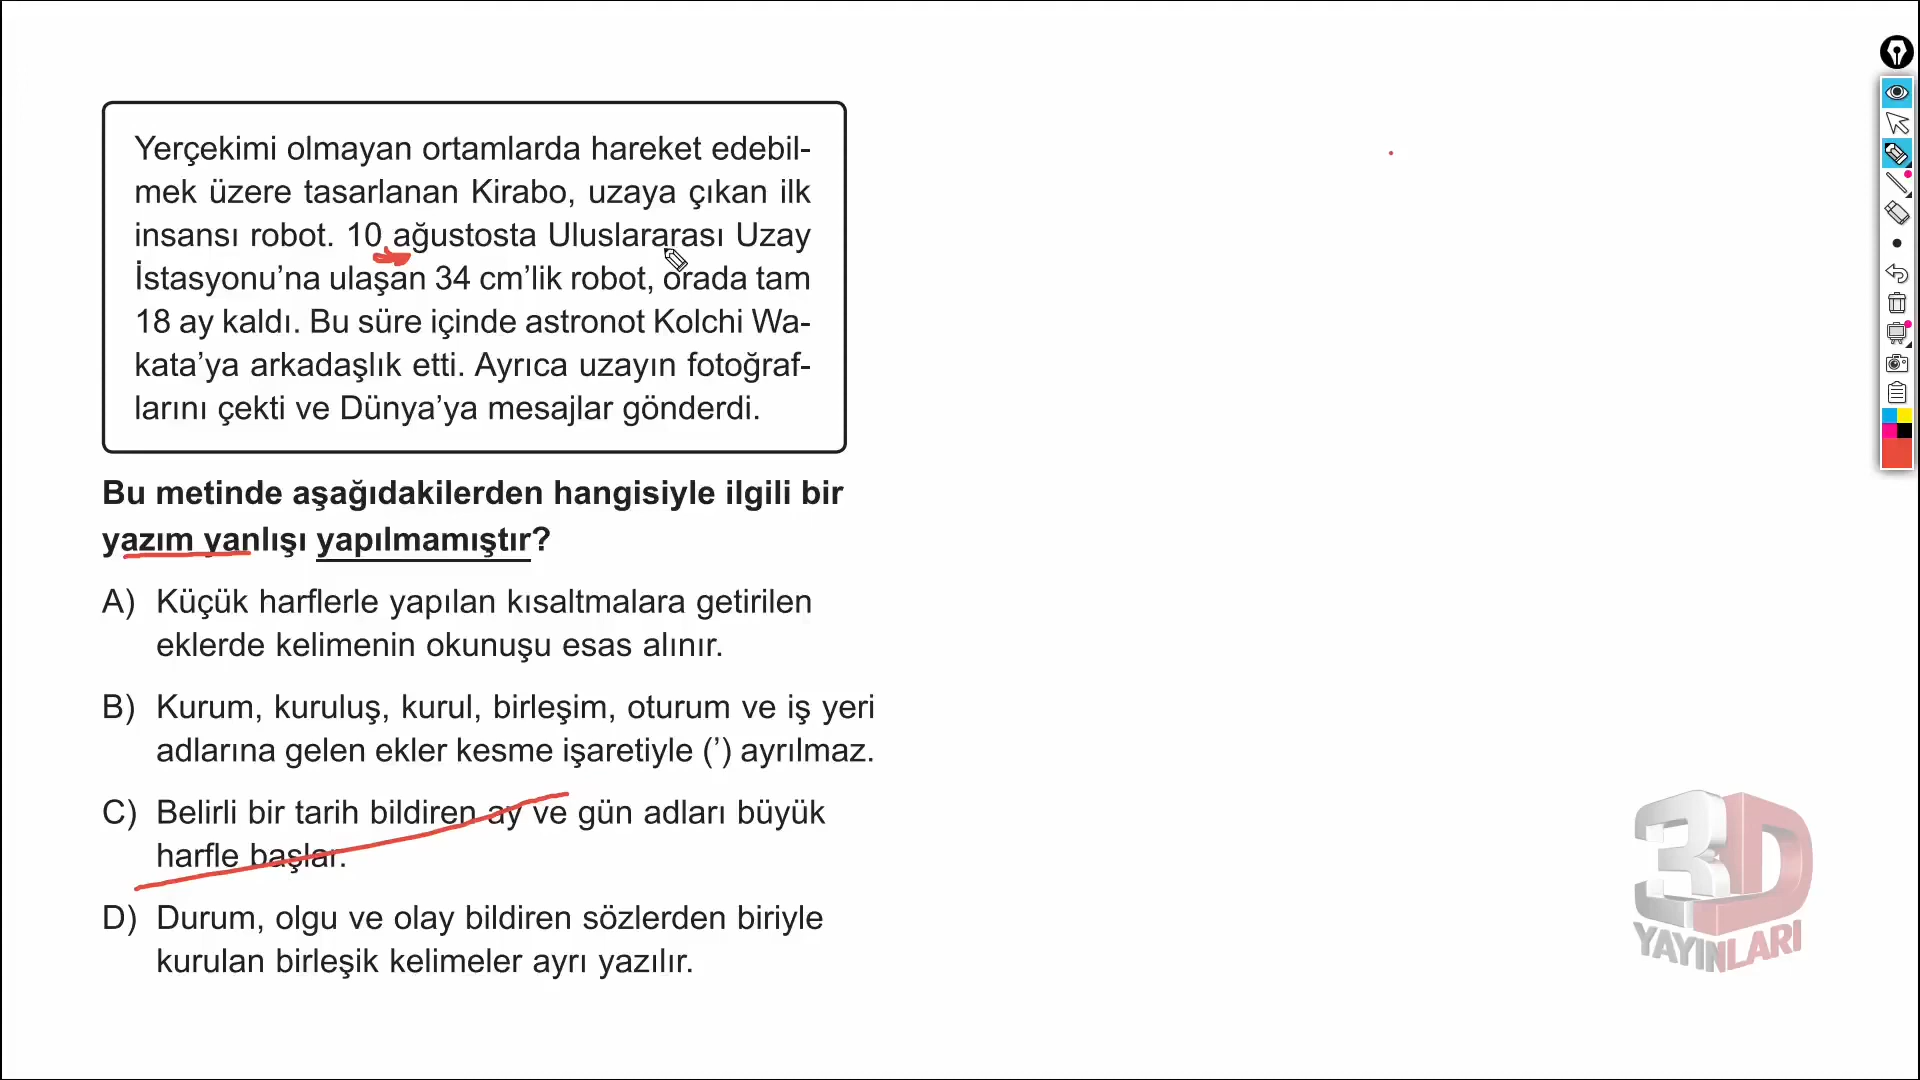 Yerçekimi olmayan ortamlarda hareket edebil-
mek üzere tasarlanan Kirabo, uzaya çıkan ilk
insansı robot. 10 ağustosta Uluslararası Uzay
İstasyonu’na ulaşan 34 cm’lik robot, orada tam
18 ay kaldı. Bu süre içinde astronot Kolchi Wa-
kata’ya arkadaşlık etti. Ayrıca uzayın fotoğraf-
larını çekti ve Dünya’ya mesajlar gönderdi.
Bu metinde aşağıdakilerden hangisiyle ilgili bir
yazım yanlışı yapılmamıştır?
A) Küçük harflerle yapılan kısaltmalara getirilen
eklerde kelimenin okunuşu esas alınır.
B) Kurum, kuruluş, kurul, birleşim, oturum ve iş yeri
adlarına gelen ekler kesme işaretiyle (’) ayrılmaz.
C) Belirli bir tarih bildiren ay ve gün adları büyük
harfle başlar.
D) Durum, olgu ve olay bildiren sözlerden biriyle
kurulan birleşik kelimeler ayrı yazılır.
3D
YAYINLARI